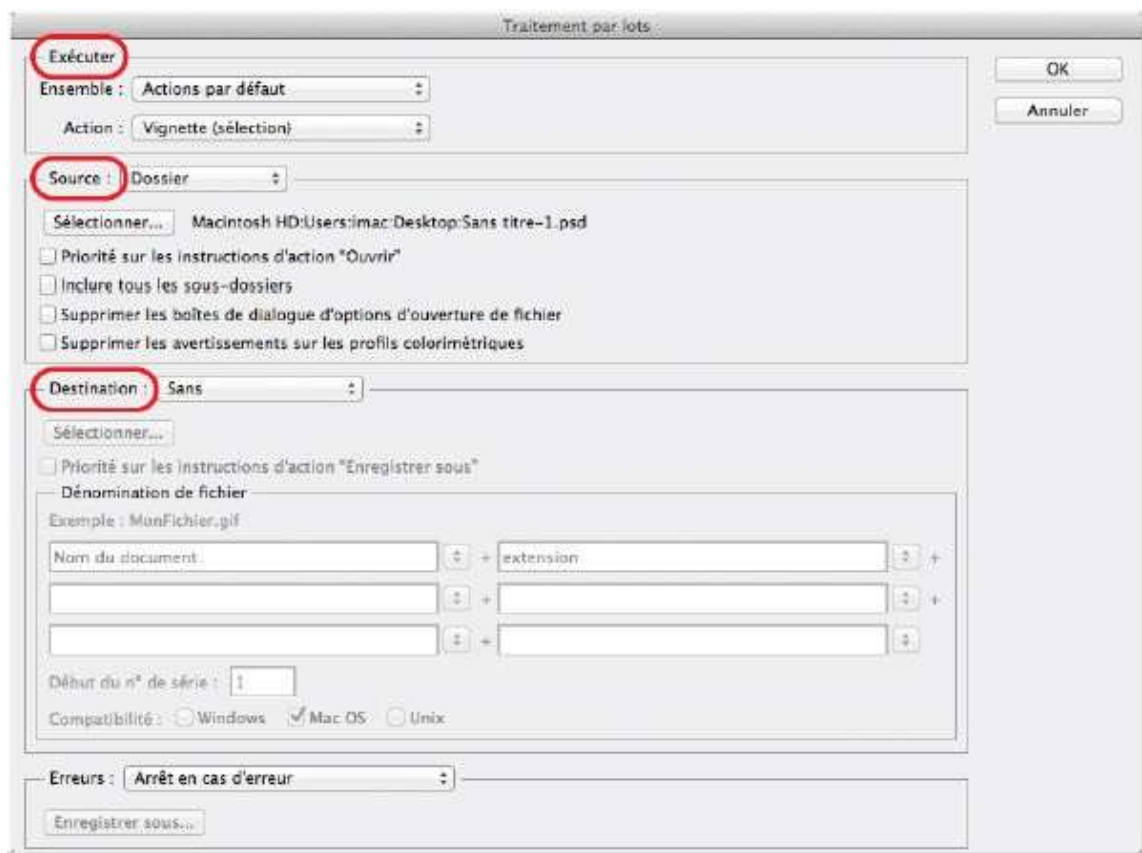 Traitement par lots
Exécuter
OK
Ensemble : Actions par défaut
Annuler
Action : Vignette (sélection)
Source : Dossier
Sélectionner... Macintosh HD:Users:imac:Desktop:Sans titre-1.psd
Priorité sur les instructions d'action "Ouvrir"
Inclure tous les sous-dossiers
Supprimer les boîtes de dialogue d'options d'ouverture de fichier
Supprimer les avertissements sur les profils colorimétriques
Destination : Sans
Sélectionner...
Priorité sur les instructions d'action "Enregistrer sous"
Dénomination de fichier
Exemple : MonFichier.gif
Nom du document + extension +
+ +
+
Début du n° de série : 1
Compatibilité : Windows Mac OS Unix
Erreurs : Arrêt en cas d'erreur
Enregistrer sous...